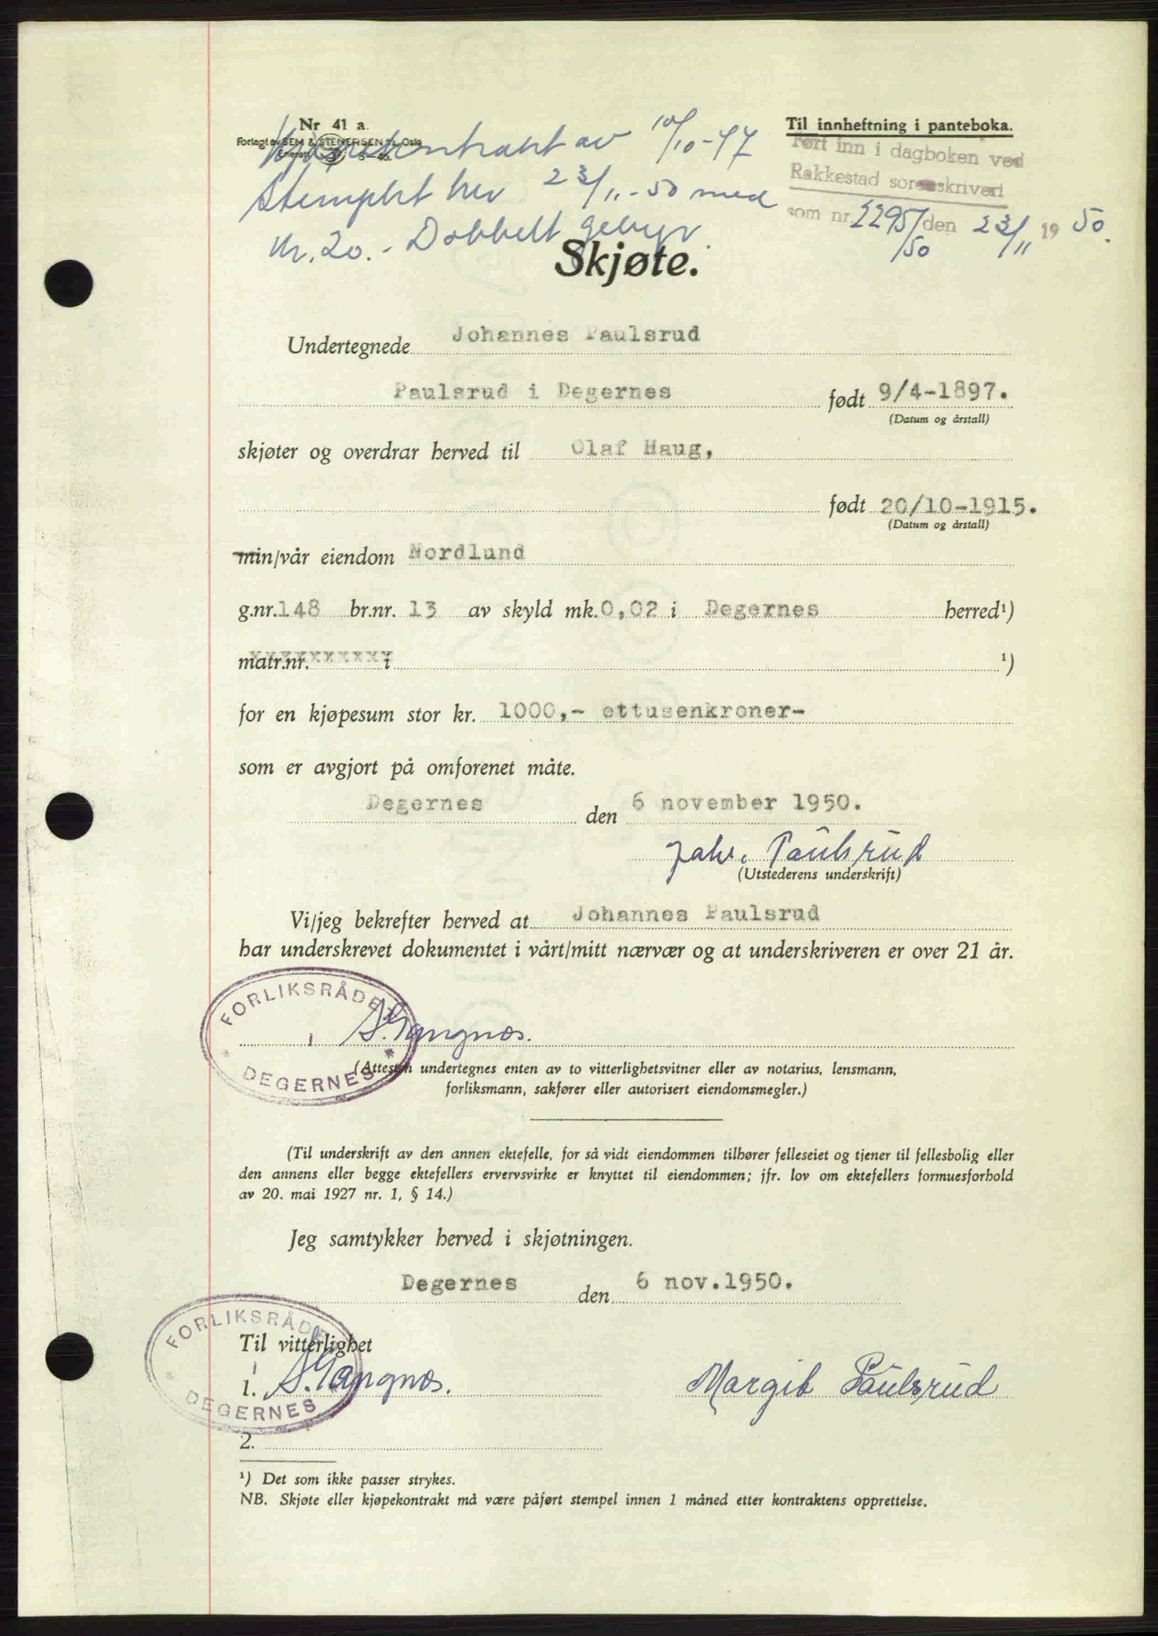 Nr 41 a.
Forlagt av SEM & STENERSEN A/S, Oslo
Til innheftning i panteboka.
Kjøpekontrakt av 10/10-47
Stemplet her 23/11-50 med
kr. 20.- Dobbelt gebyr.
Ført inn i dagboken ved
Rakkestad sorenskriveri
som nr. 2295/50 den 23/11 1950.
Skjøte.
Undertegnede Johannes Paulsrud
Paulsrud i Degernes født 9/4-1897.
(Datum og årstall)
skjøter og overdrar herved til Olaf Haug,
født 20/10-1915.
(Datum og årstall)
min/vår eiendom Nordlund
g.nr. 148 br.nr. 13 av skyld mk. 0,02 i Degernes herred¹)
matr.nr. xxxxxxxxxx i ¹)
for en kjøpesum stor kr. 1000,- ettusenkroner-
som er avgjort på omforenet måte.
Degernes den 6 november 1950.
Joh. Paulsrud
(Utstederens underskrift)
Vi/jeg bekrefter herved at Johannes Paulsrud
har underskrevet dokumentet i vårt/mitt nærvær og at underskriveren er over 21 år.
FORLIKSRÅDET
I
* DEGERNES *
S. Tangnes.
(Attesten undertegnes enten av to vitterlighetsvitner eller av notarius, lensmann,
forliksmann, sakfører eller autorisert eiendomsmegler.)
(Til underskrift av den annen ektefelle, for så vidt eiendommen tilhører felleseiet og tjener til fellesbolig eller
den annens eller begge ektefellers ervervsvirke er knyttet til eiendommen; jfr. lov om ektefellers formuesforhold
av 20. mai 1927 nr. 1, § 14.)
Jeg samtykker herved i skjøtningen.
Degernes den 6 nov. 1950.
FORLIKSRÅDET
I
* DEGERNES *
Til vitterlighet
1. S. Tangnes.
Margit Paulsrud
2.
¹) Det som ikke passer strykes.
NB. Skjøte eller kjøpekontrakt må være påført stempel innen 1 måned etter kontraktens opprettelse.